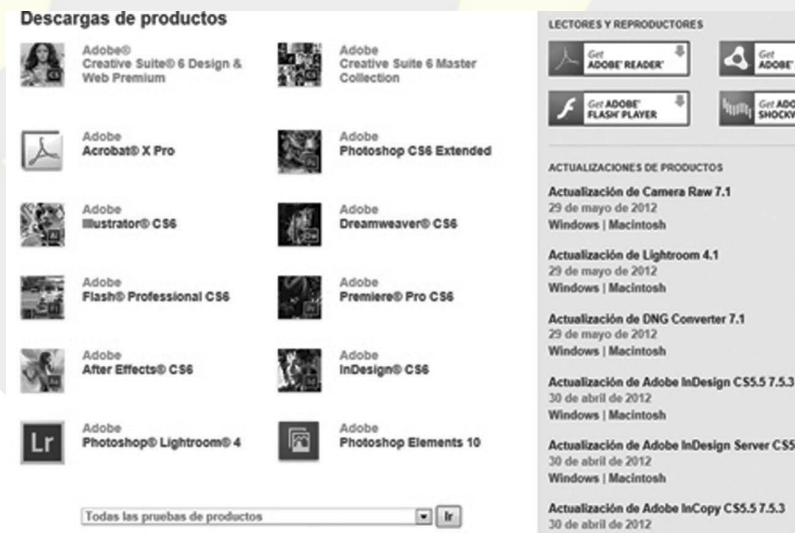 Descargas de productos
Adobe®
Creative Suite® 6 Design &
Web Premium
Adobe
Creative Suite 6 Master
Collection
Adobe
Acrobat® X Pro
Adobe
Photoshop CS6 Extended
Adobe
Illustrator® CS6
Adobe
Dreamweaver® CS6
Adobe
Flash® Professional CS6
Adobe
Premiere® Pro CS6
Adobe
After Effects® CS6
Adobe
InDesign® CS6
Lr
Adobe
Photoshop® Lightroom® 4
Adobe
Photoshop Elements 10
Todas las pruebas de productos
Ir
LECTORES Y REPRODUCTORES
Get
ADOBE® READER®
Get
ADOBE®
Get ADOBE®
FLASH® PLAYER
Get ADO
SHOCKW
ACTUALIZACIONES DE PRODUCTOS
Actualización de Camera Raw 7.1
29 de mayo de 2012
Windows | Macintosh
Actualización de Lightroom 4.1
29 de mayo de 2012
Windows | Macintosh
Actualización de DNG Converter 7.1
29 de mayo de 2012
Windows | Macintosh
Actualización de Adobe InDesign CS5.5 7.5.3
30 de abril de 2012
Windows | Macintosh
Actualización de Adobe InDesign Server CS5
30 de abril de 2012
Windows | Macintosh
Actualización de Adobe InCopy CS5.5 7.5.3
30 de abril de 2012